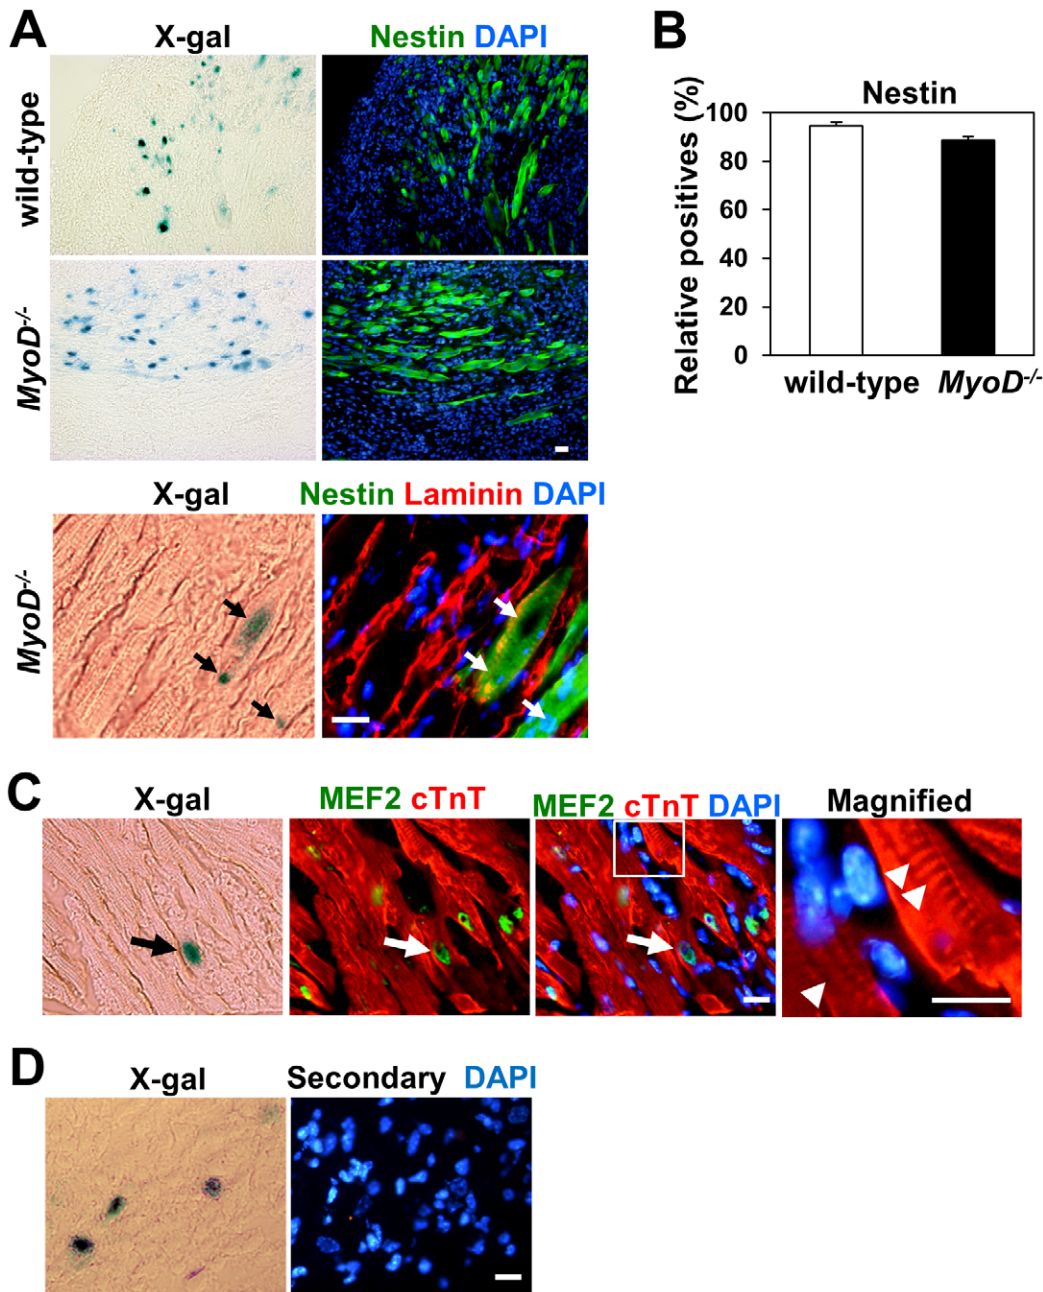 A
X-gal
Nestin DAPI
wild-type
MyoD-/-
X-gal
Nestin Laminin DAPI
MyoD-/-
B
Nestin
Relative positives (%)
100
80
60
40
20
0
wild-type MyoD-/-
C
X-gal
MEF2 cTnT
MEF2 cTnT DAPI
Magnified
D
X-gal
Secondary DAPI